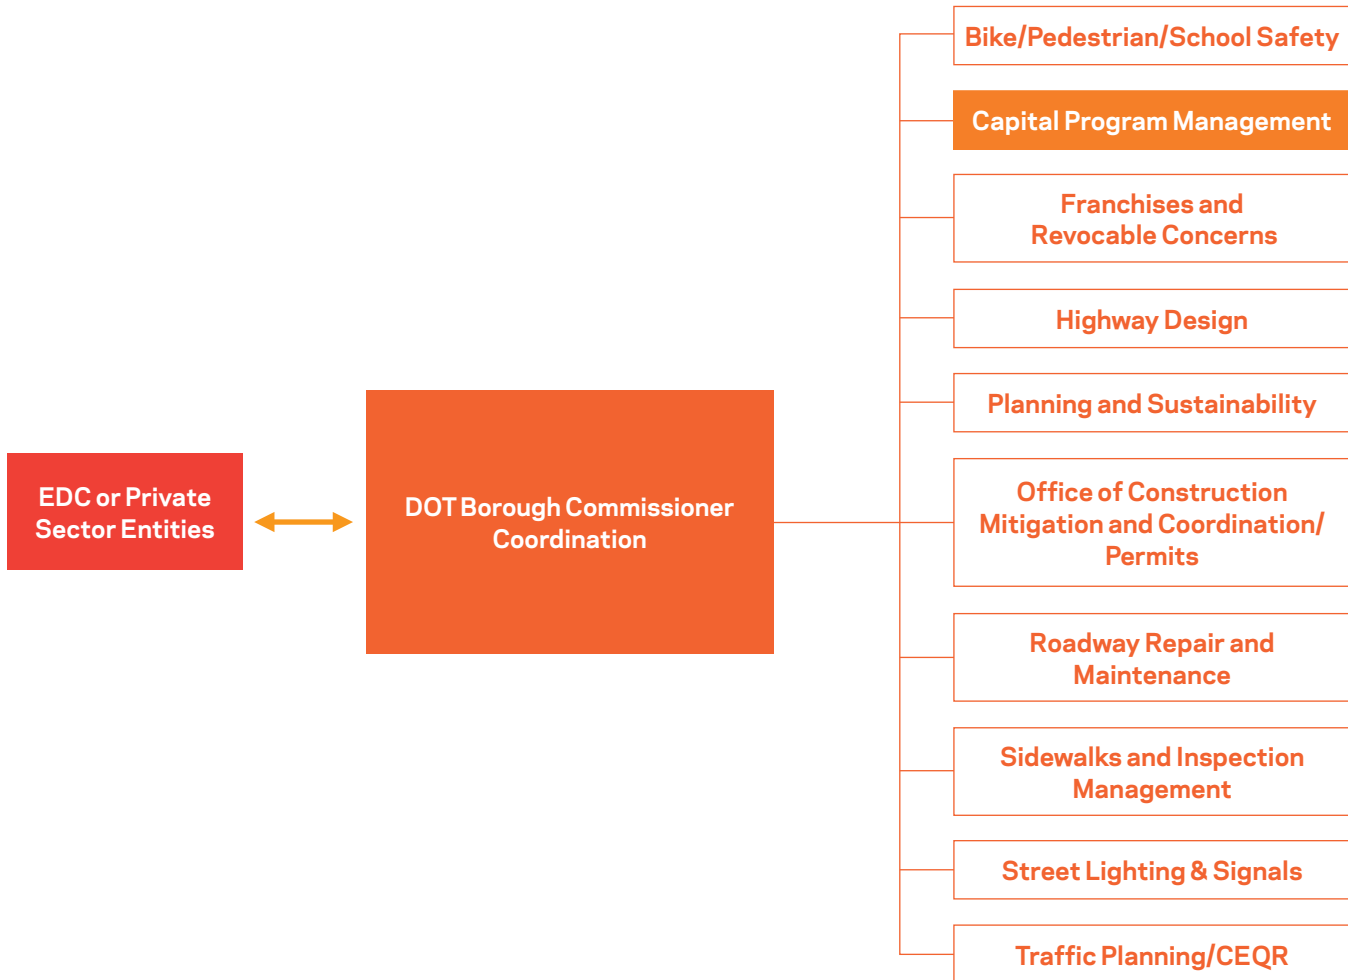 EDC or Private
Sector Entities
DOT Borough Commissioner
Coordination
Bike/Pedestrian/School Safety
Capital Program Management
Franchises and
Revocable Concerns
Highway Design
Planning and Sustainability
Office of Construction
Mitigation and Coordination/
Permits
Roadway Repair and
Maintenance
Sidewalks and Inspection
Management
Street Lighting & Signals
Traffic Planning/CEQR